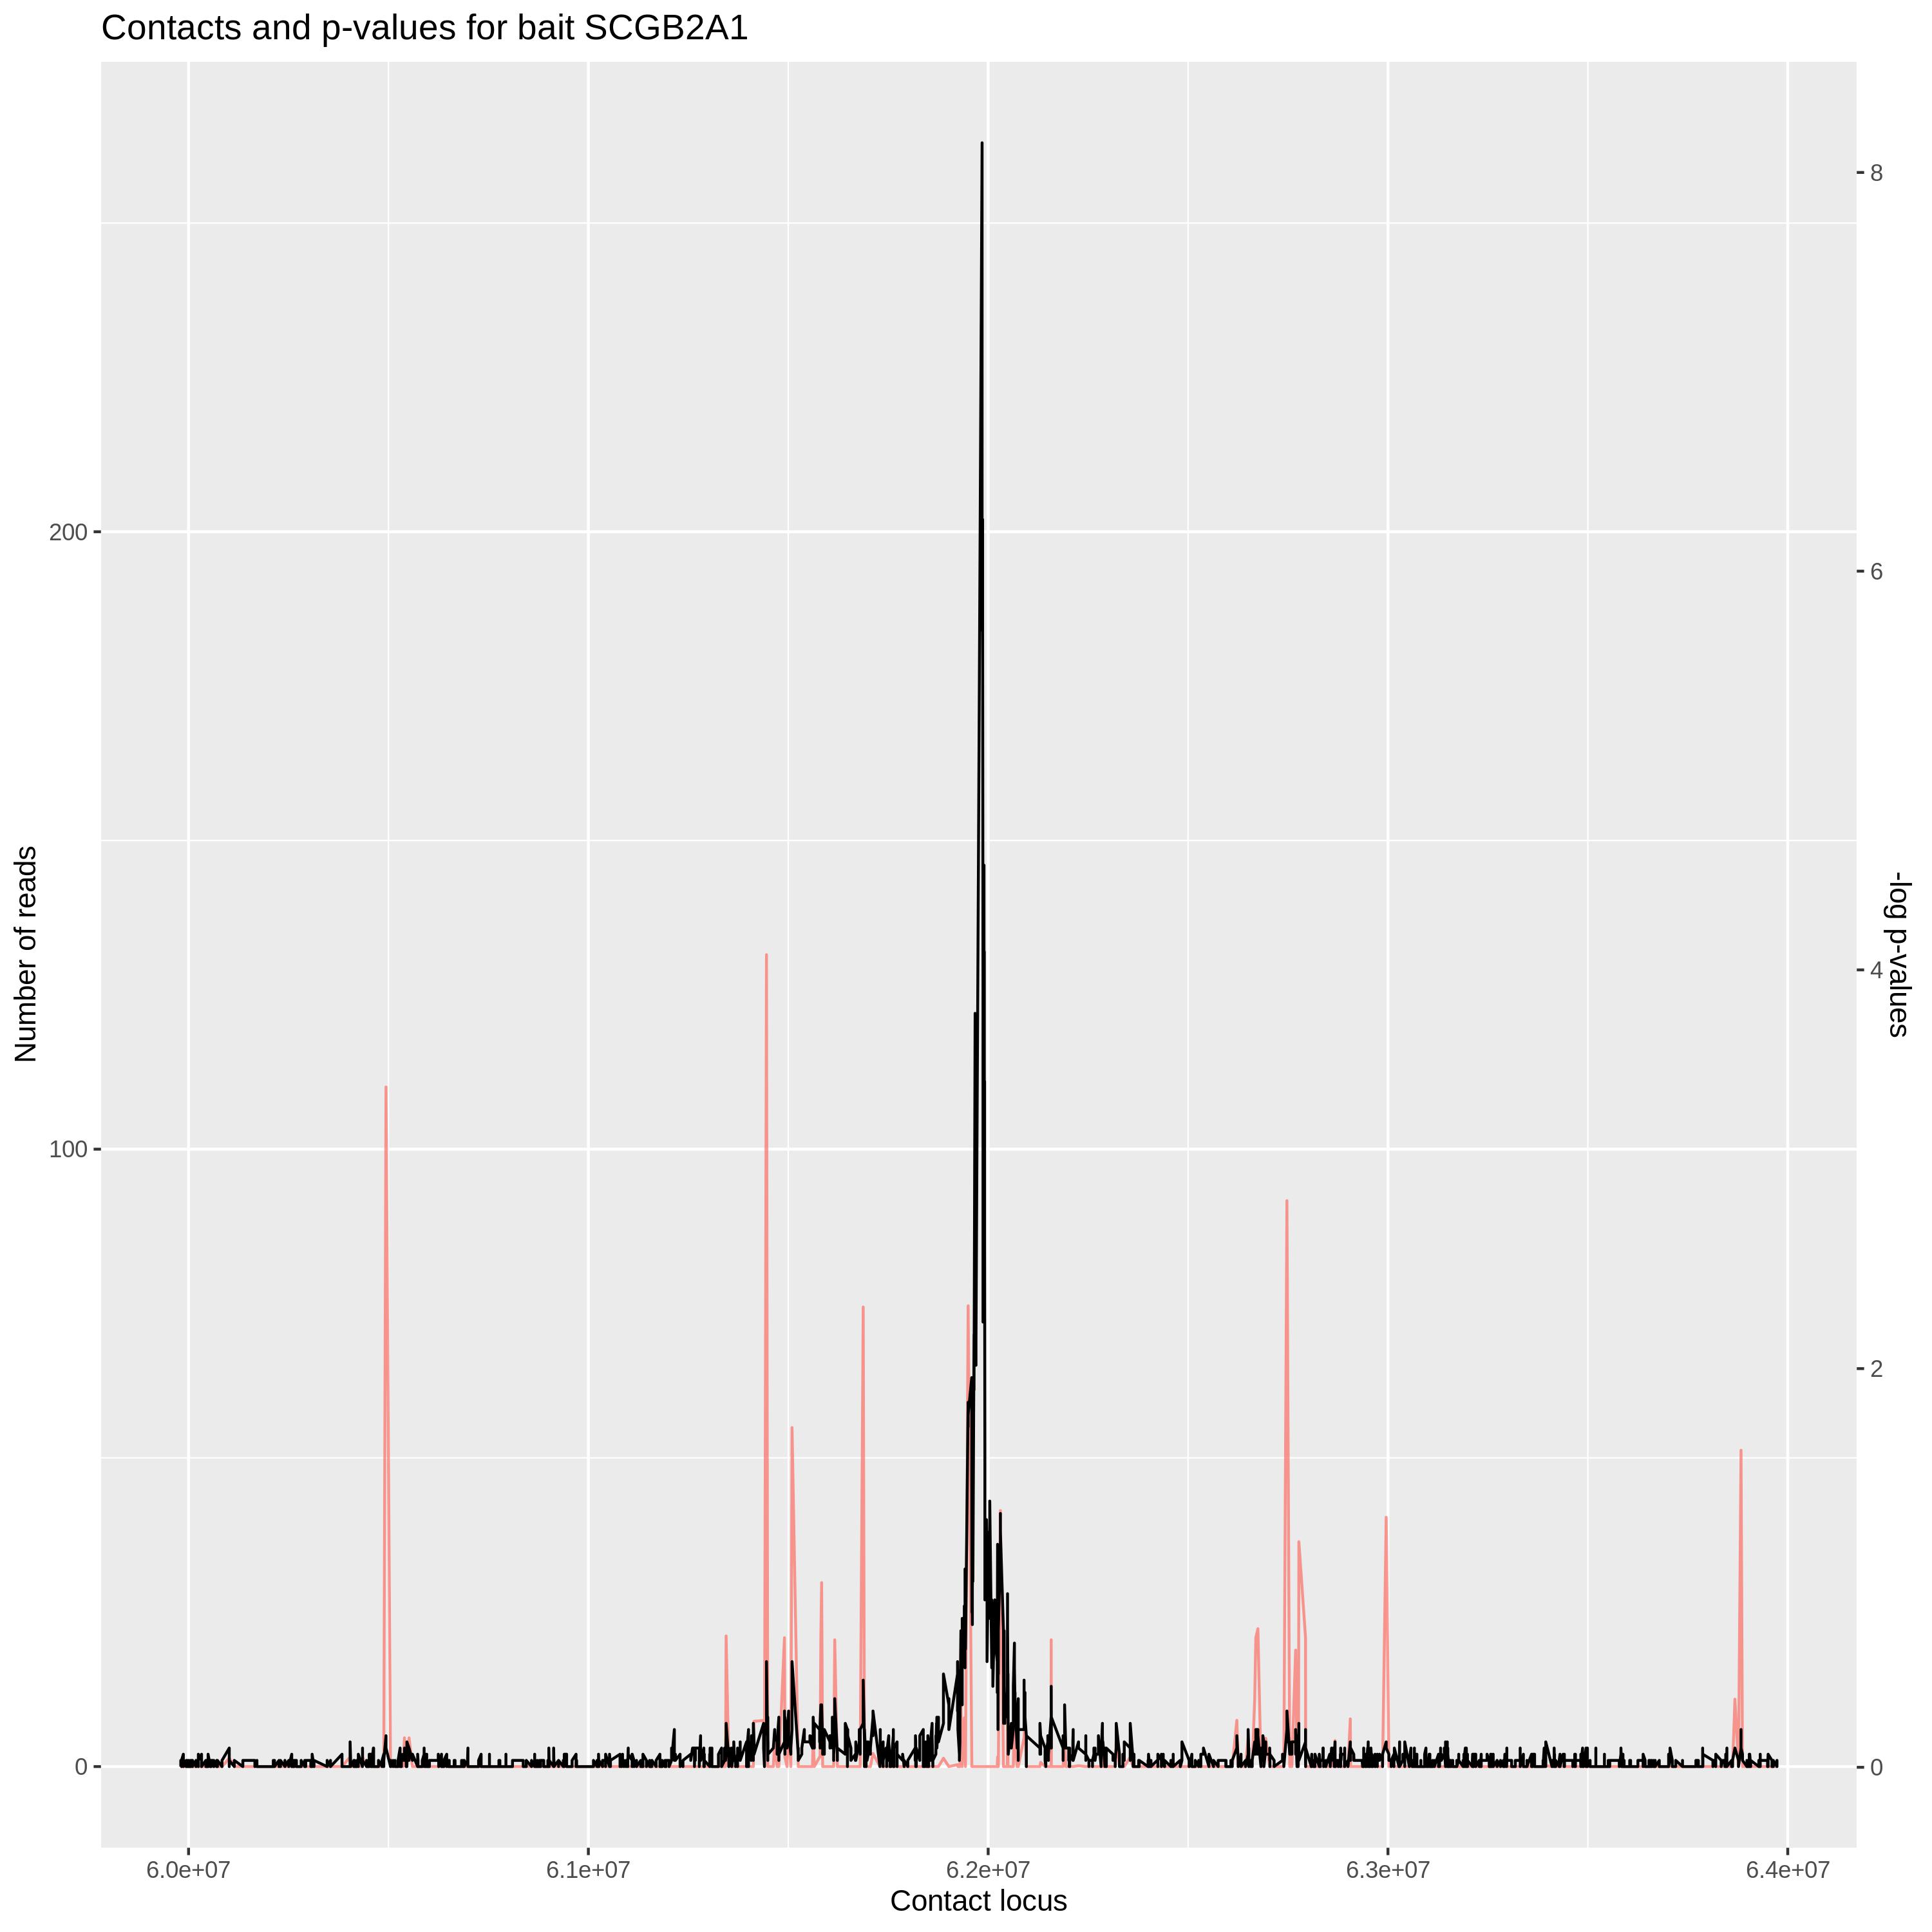 Contacts and p-values for bait SCGB2A1
8
200
6
Number of reads
-log p-values
4
100
2
0
0
6.0e+07
6.1e+07
6.2e+07
6.3e+07
6.4e+07
Contact locus